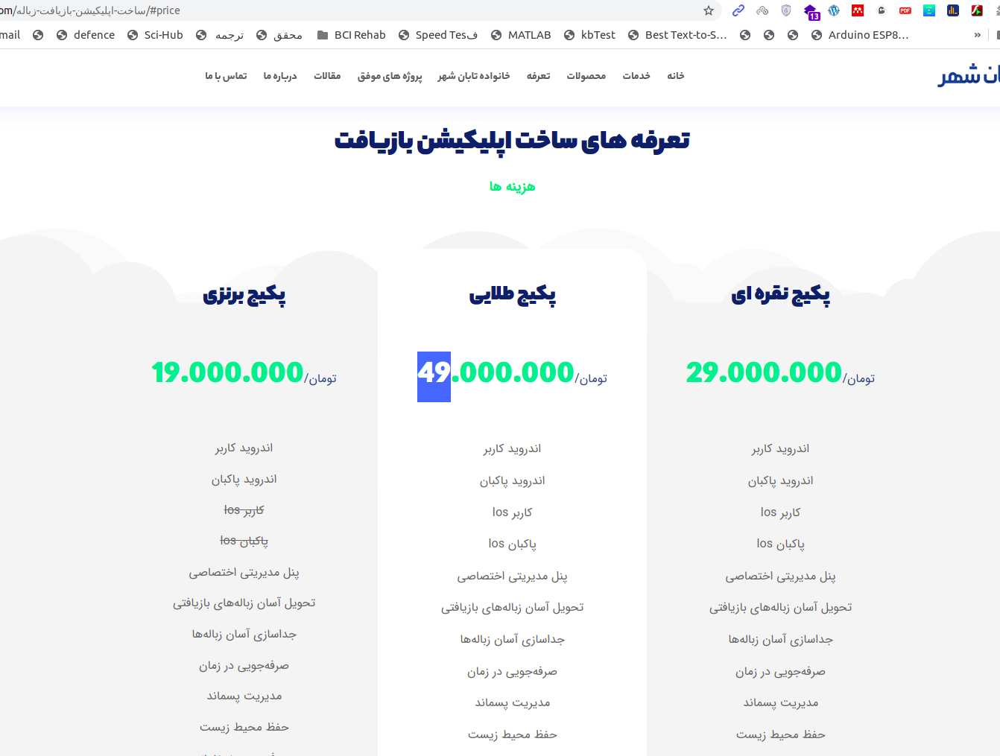 om/ساخت-اپلیکیشن-بازیافت-زباله/#price
13
PDF
mail
defence
Sci-Hub
ترجمه
محقق
BCI Rehab
Speed Tesف
MATLAB
kbTest
Best Text-to-S...
Arduino ESP8...
»
ان شهر
خانه
خدمات
محصولات
تعرفه
خانواده تابان شهر
پروژه های موفق
مقالات
درباره ما
تماس با ما
تعرفه های ساخت اپلیکیشن بازیافت
هزینه ها
پکیج نقره ای
29.000.000/تومان
اندروید کاربر
اندروید پاکبان
کاربر Ios
پاکبان Ios
پنل مدیریتی اختصاصی
تحویل آسان زباله‌های بازیافتی
جداسازی آسان زباله‌ها
صرفه‌جویی در زمان
مدیریت پسماند
حفظ محیط زیست
پکیج طلایی
49.000.000/تومان
اندروید کاربر
اندروید پاکبان
کاربر Ios
پاکبان Ios
پنل مدیریتی اختصاصی
تحویل آسان زباله‌های بازیافتی
جداسازی آسان زباله‌ها
صرفه‌جویی در زمان
مدیریت پسماند
حفظ محیط زیست
پکیج برنزی
19.000.000/تومان
اندروید کاربر
اندروید پاکبان
کاربر Ios
پاکبان Ios
پنل مدیریتی اختصاصی
تحویل آسان زباله‌های بازیافتی
جداسازی آسان زباله‌ها
صرفه‌جویی در زمان
مدیریت پسماند
حفظ محیط زیست